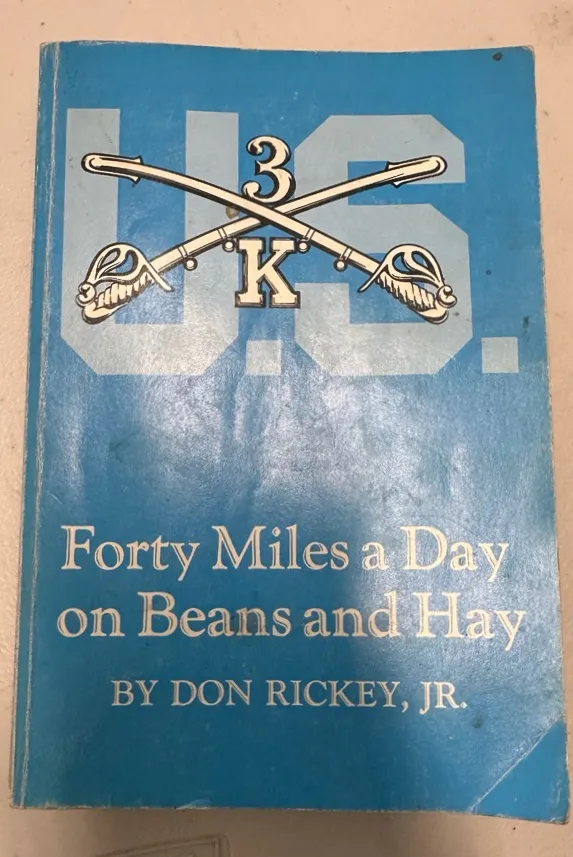 U.S.
3
K
Forty Miles a Day
on Beans and Hay
BY DON RICKEY, JR.